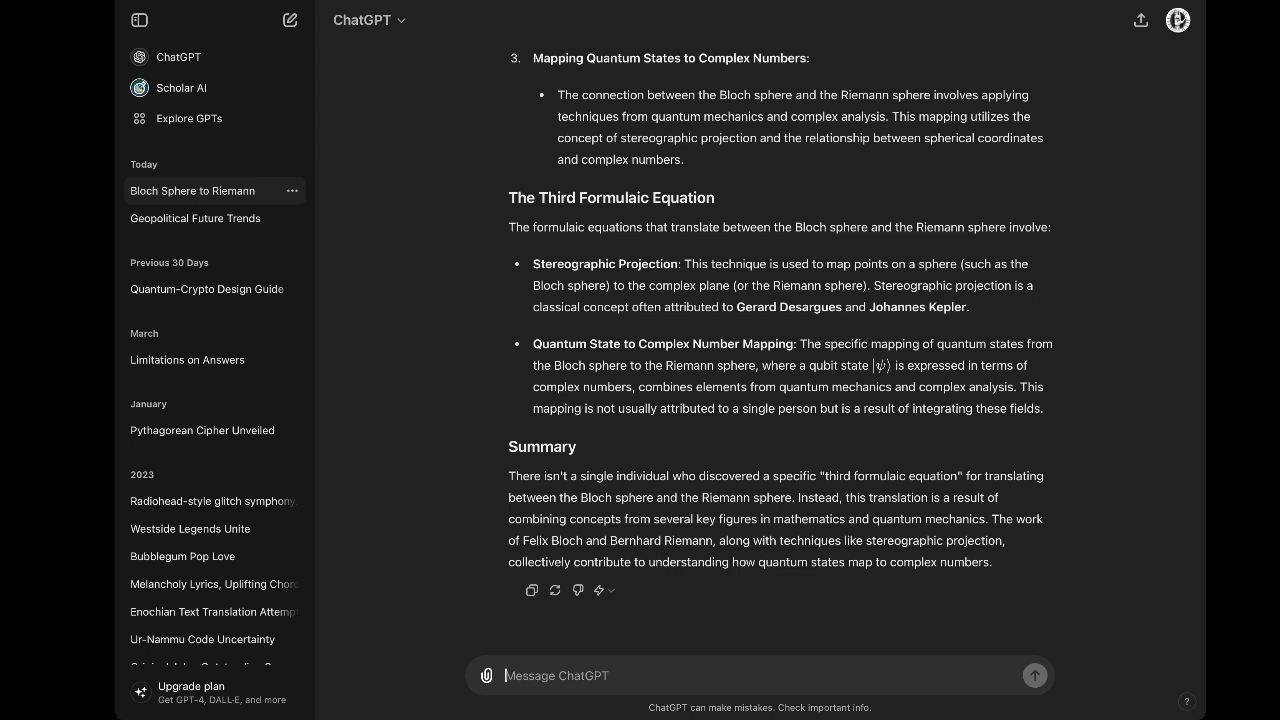 ChatGPT
Scholar AI
Explore GPTs
Today
Bloch Sphere to Riemann
Geopolitical Future Trends
Previous 30 Days
Quantum-Crypto Design Guide
March
Limitations on Answers
January
Pythagorean Cipher Unveiled
2023
Radiohead-style glitch symphony
Westside Legends Unite
Bubblegum Pop Love
Melancholy Lyrics, Uplifting Chor
Enochian Text Translation Attemp
Ur-Nammu Code Uncertainty
Upgrade plan
Get GPT-4, DALL·E, and more
ChatGPT
3. Mapping Quantum States to Complex Numbers:
• The connection between the Bloch sphere and the Riemann sphere involves applying
techniques from quantum mechanics and complex analysis. This mapping utilizes the
concept of stereographic projection and the relationship between spherical coordinates
and complex numbers.
The Third Formulaic Equation
The formulaic equations that translate between the Bloch sphere and the Riemann sphere involve:
• Stereographic Projection: This technique is used to map points on a sphere (such as the
Bloch sphere) to the complex plane (or the Riemann sphere). Stereographic projection is a
classical concept often attributed to Gerard Desargues and Johannes Kepler.
• Quantum State to Complex Number Mapping: The specific mapping of quantum states from
the Bloch sphere to the Riemann sphere, where a qubit state |ψ⟩ is expressed in terms of
complex numbers, combines elements from quantum mechanics and complex analysis. This
mapping is not usually attributed to a single person but is a result of integrating these fields.
Summary
There isn't a single individual who discovered a specific "third formulaic equation" for translating
between the Bloch sphere and the Riemann sphere. Instead, this translation is a result of
combining concepts from several key figures in mathematics and quantum mechanics. The work
of Felix Bloch and Bernhard Riemann, along with techniques like stereographic projection,
collectively contribute to understanding how quantum states map to complex numbers.
Message ChatGPT
ChatGPT can make mistakes. Check important info.
?